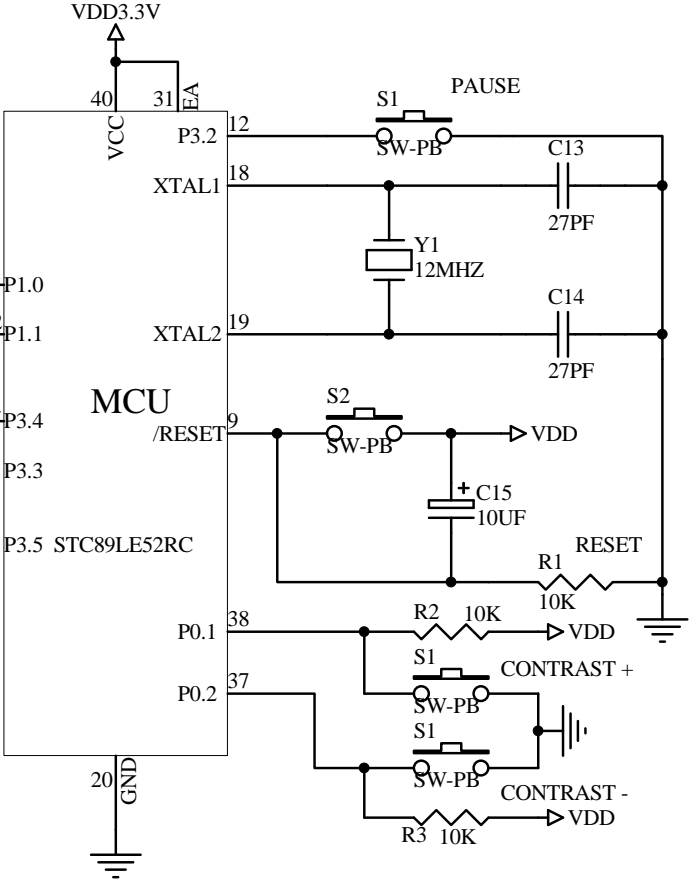 VDD3.3V
PAUSE
S1
40
31
EA
VCC
P3.2
12
SW-PB
C13
XTAL1
18
27PF
Y1
12MHZ
P1.0
C14
P1.1
XTAL2
19
27PF
MCU
S2
P3.4
/RESET
9
SW-PB
VDD
P3.3
+
C15
10UF
P3.5 STC89LE52RC
RESET
R1
10K
P0.1
38
R2
10K
VDD
S1
CONTRAST +
P0.2
37
SW-PB
S1
20
GND
SW-PB
CONTRAST -
VDD
R3
10K